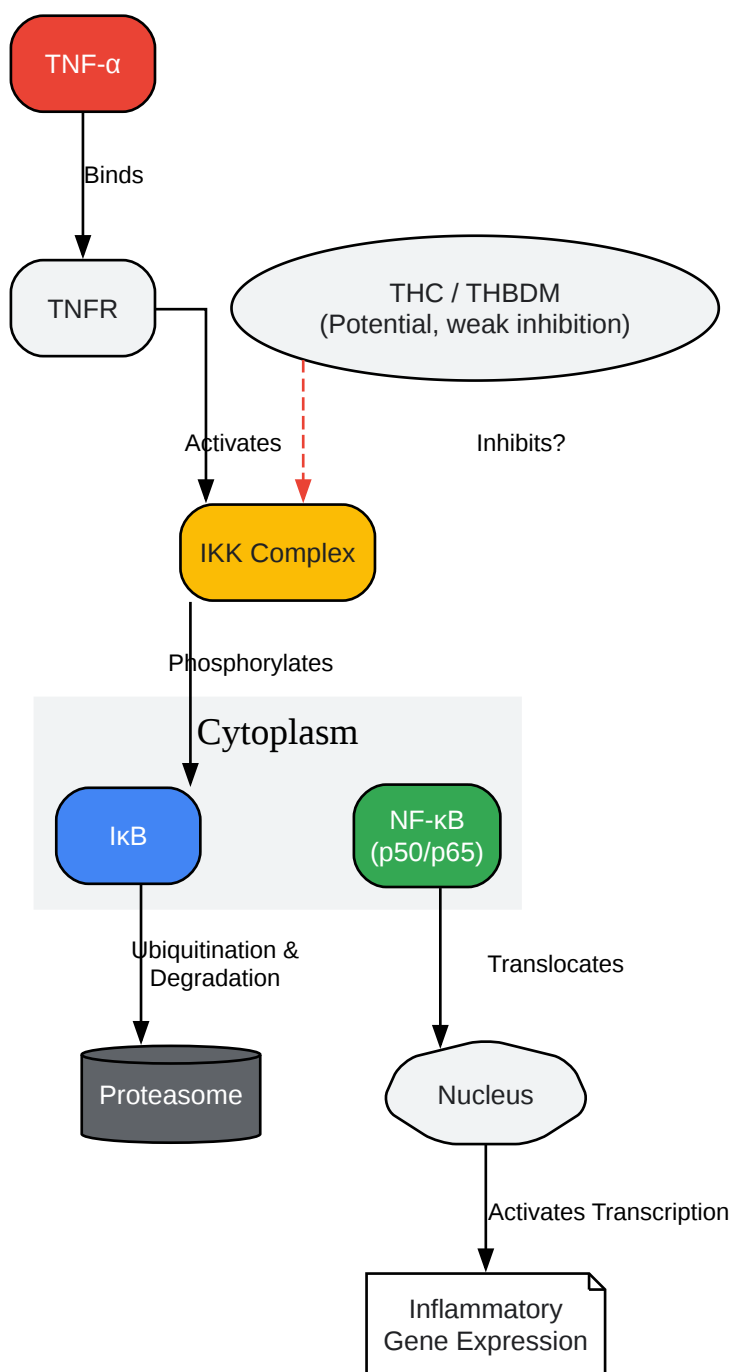 TNF-α
Binds
TNFR
THC / THBDM
(Potential, weak inhibition)
Activates
Inhibits?
IKK Complex
Phosphorylates
Cytoplasm
IκB
NF-κB
(p50/p65)
Ubiquitination &
Degradation
Translocates
Proteasome
Nucleus
Activates Transcription
Inflammatory
Gene Expression